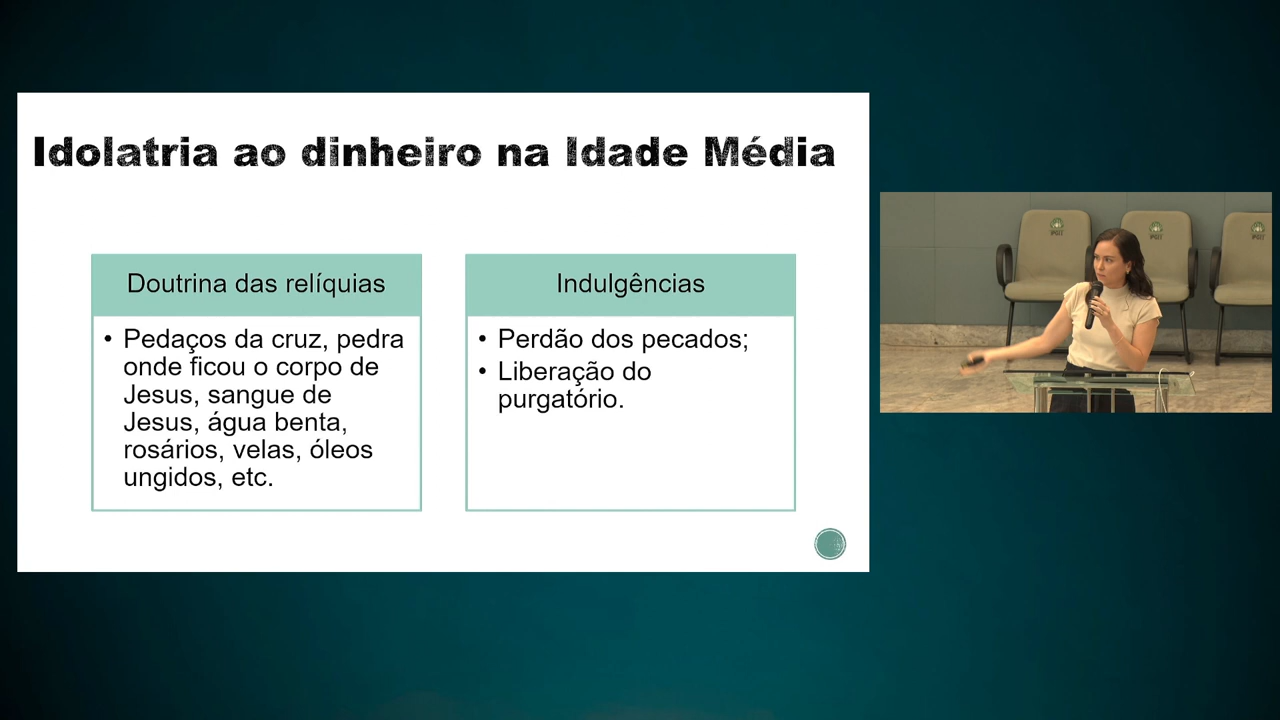 Idolatria ao dinheiro na Idade Média
Doutrina das relíquias
• Pedaços da cruz, pedra
onde ficou o corpo de
Jesus, sangue de
Jesus, água benta,
rosários, velas, óleos
ungidos, etc.
Indulgências
• Perdão dos pecados;
• Liberação do
purgatório.